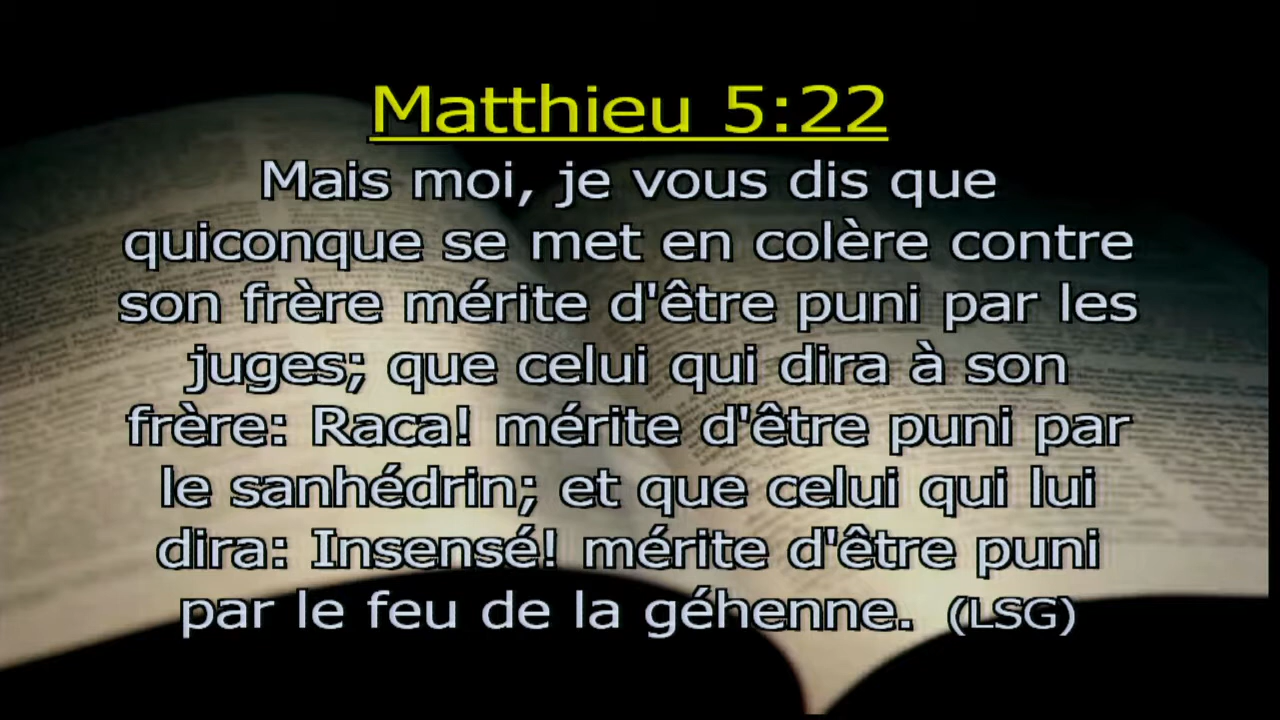 Matthieu 5:22
Mais moi, je vous dis que
quiconque se met en colère contre
son frère mérite d'être puni par les
juges; que celui qui dira à son
frère: Raca! mérite d'être puni par
le sanhédrin; et que celui qui lui
dira: Insensé! mérite d'être puni
par le feu de la géhenne. (LSG)